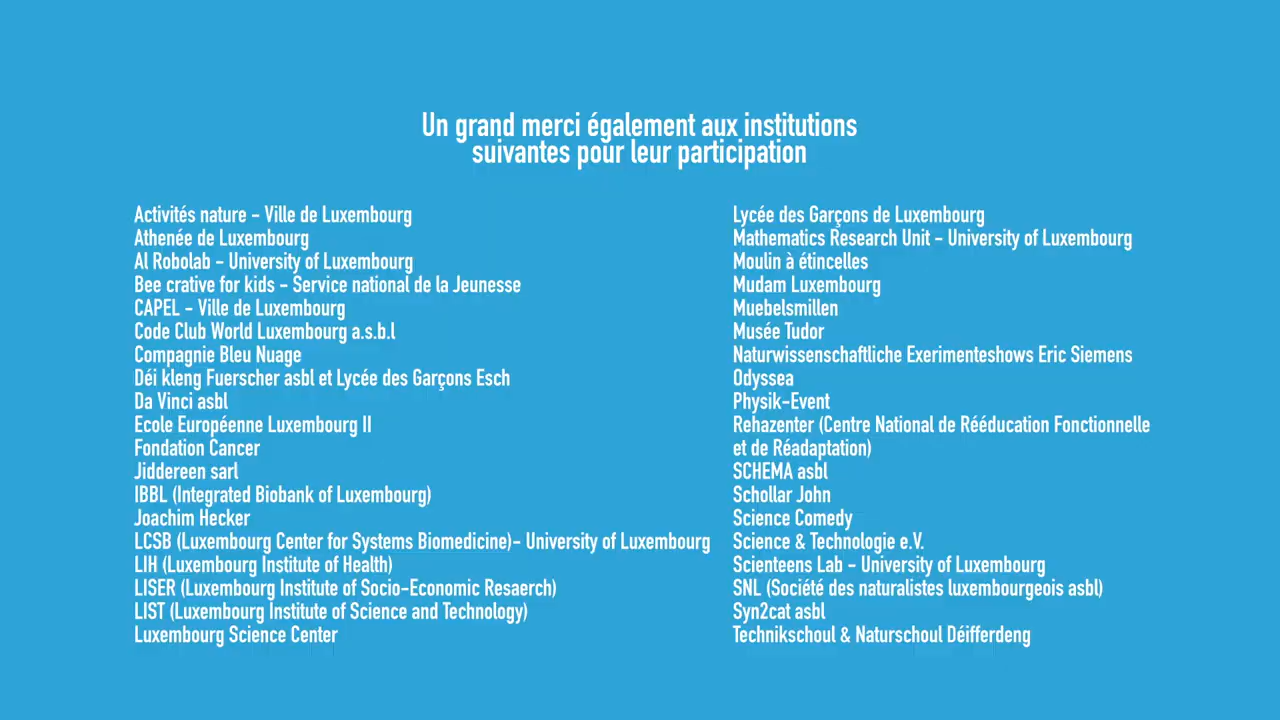 Un grand merci également aux institutions
suivantes pour leur participation
Activités nature - Ville de Luxembourg
Athenée de Luxembourg
AI Robolab - University of Luxembourg
Bee crative for kids - Service national de la Jeunesse
CAPEL - Ville de Luxembourg
Code Club World Luxembourg a.s.b.l
Compagnie Bleu Nuage
Déi kleng Fuerscher asbl et Lycée des Garçons Esch
Da Vinci asbl
Ecole Européenne Luxembourg II
Fondation Cancer
Jiddereen sarl
IBBL (Integrated Biobank of Luxembourg)
Joachim Hecker
LCSB (Luxembourg Center for Systems Biomedicine)- University of Luxembourg
LIH (Luxembourg Institute of Health)
LISER (Luxembourg Institute of Socio-Economic Resaerch)
LIST (Luxembourg Institute of Science and Technology)
Luxembourg Science Center
Lycée des Garçons de Luxembourg
Mathematics Research Unit - University of Luxembourg
Moulin à étincelles
Mudam Luxembourg
Muebelsmillen
Musée Tudor
Naturwissenschaftliche Exerimenteshows Eric Siemens
Odyssea
Physik-Event
Rehazenter (Centre National de Rééducation Fonctionnelle
et de Réadaptation)
SCHEMA asbl
Schollar John
Science Comedy
Science & Technologie e.V.
Scienteens Lab - University of Luxembourg
SNL (Société des naturalistes luxembourgeois asbl)
Syn2cat asbl
Technikschoul & Naturschoul Déifferdeng